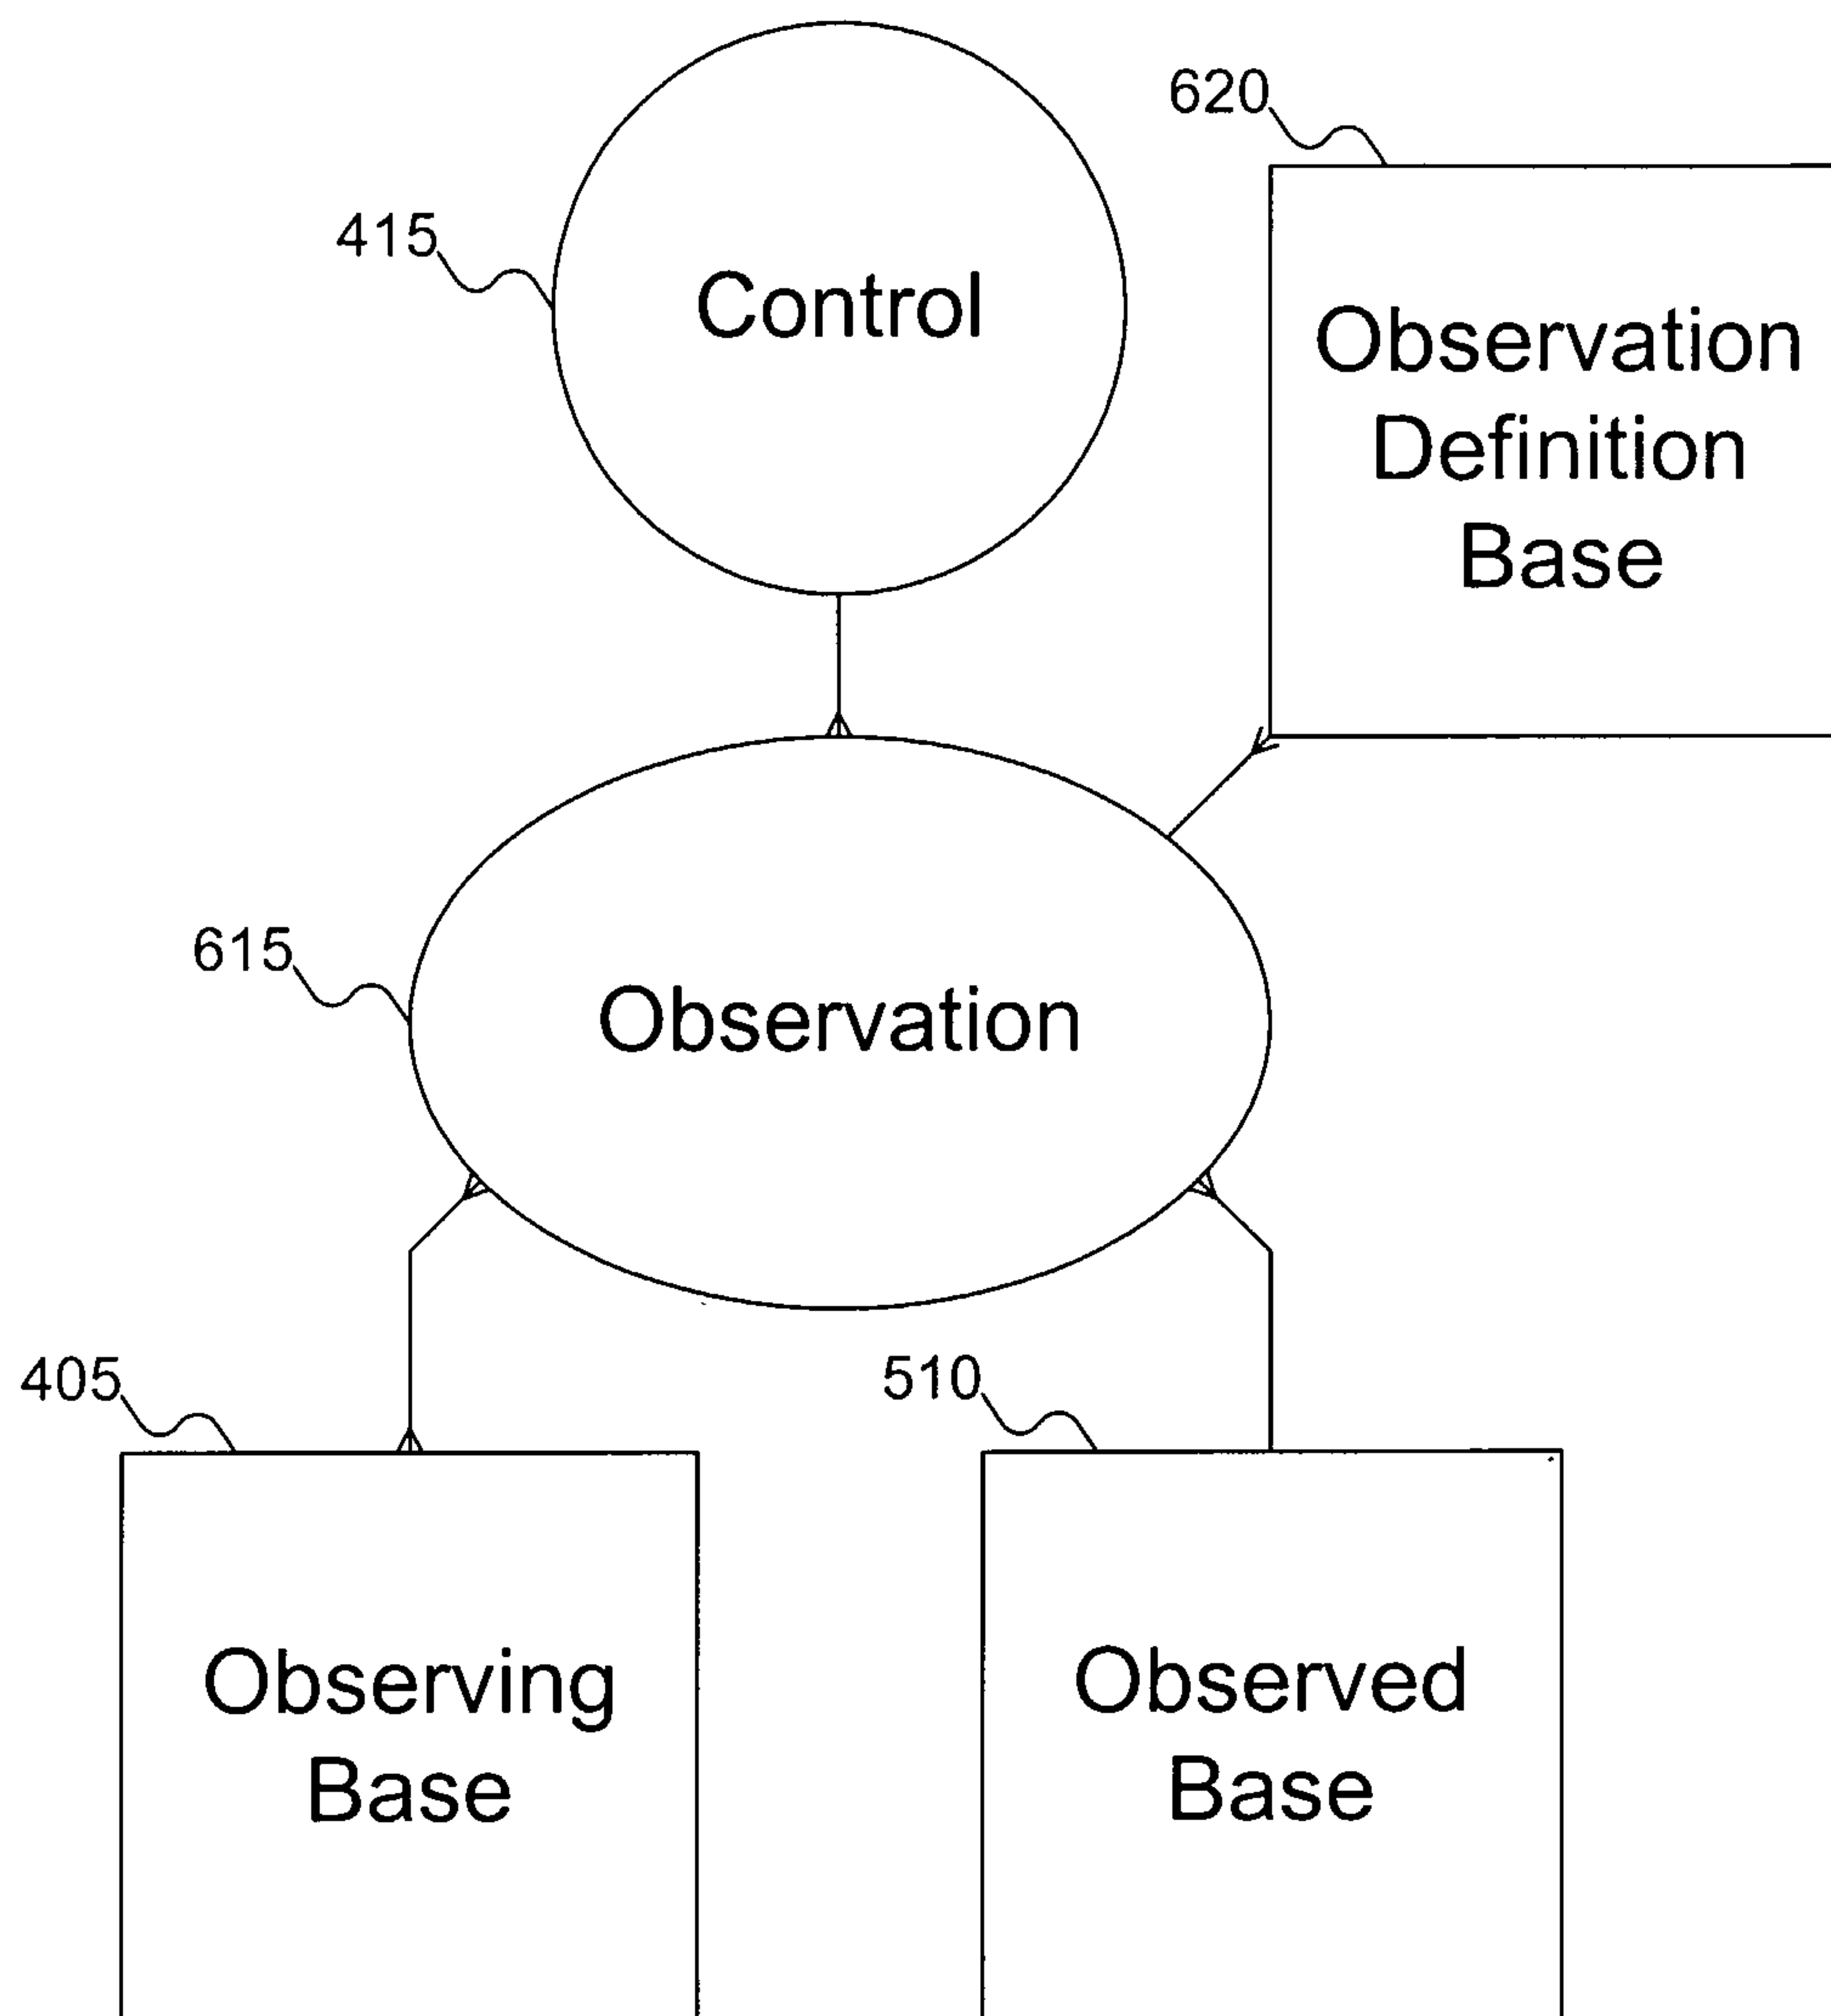 620
415
Control
Observation
Definition
Base
615
Observation
405
510
Observing
Base
Observed
Base